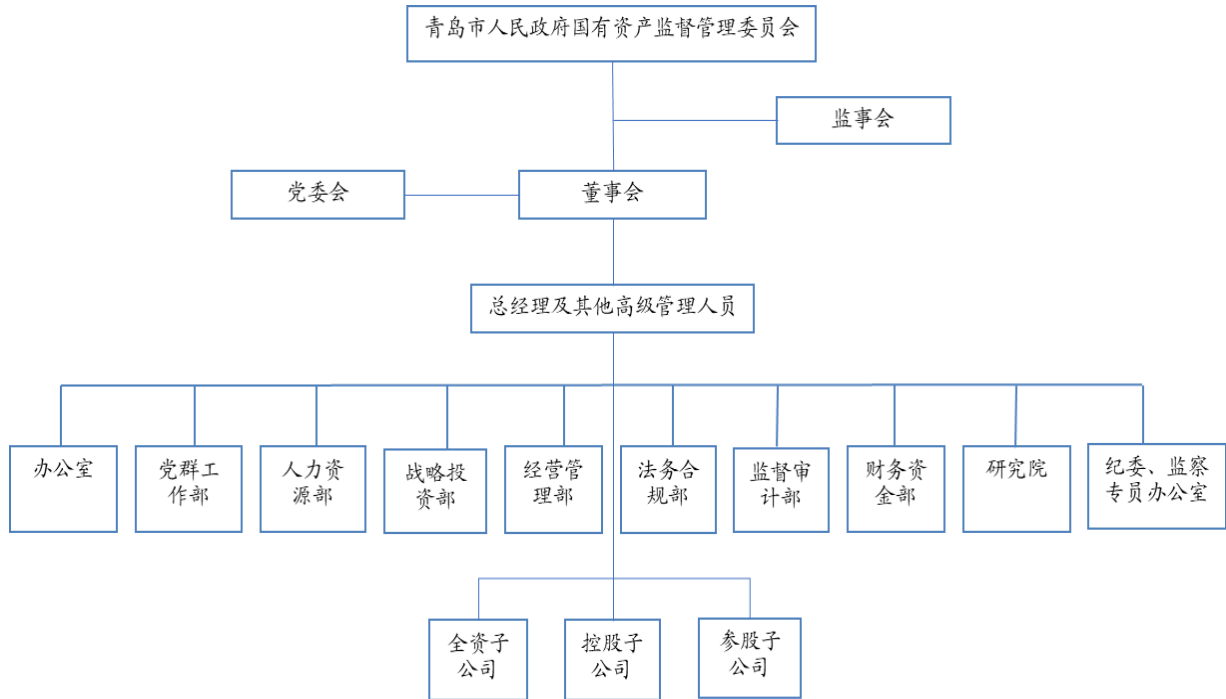 青岛市人民政府国有资产监督管理委员会
监事会
党委会
董事会
总经理及其他高级管理人员
办公室
党群工
作部
人力资
源部
战略投
资部
经营管
理部
法务合
规部
监督审
计部
财务资
金部
研究院
纪委、监察
专员办公室
全资子
公司
控股子
公司
参股子
公司